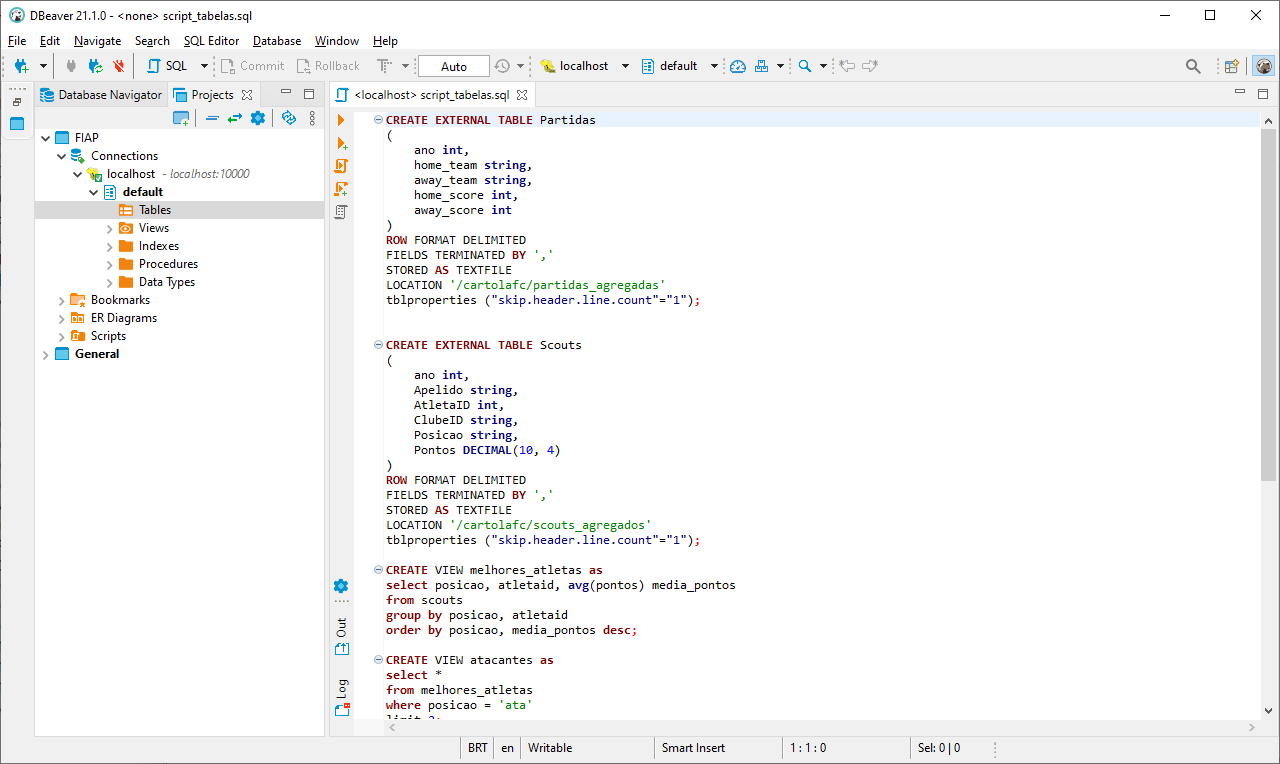 DBeaver 21.1.0 - <none> script_tabelas.sql
File Edit Navigate Search SQL Editor Database Window Help
SQL Commit Rollback Auto localhost default
Database Navigator Projects
<localhost> script_tabelas.sql
FIAP
Connections
localhost - localhost:10000
default
Tables
Views
Indexes
Procedures
Data Types
Bookmarks
ER Diagrams
Scripts
General
CREATE EXTERNAL TABLE Partidas
(
ano int,
home_team string,
away_team string,
home_score int,
away_score int
)
ROW FORMAT DELIMITED
FIELDS TERMINATED BY ','
STORED AS TEXTFILE
LOCATION '/cartolafc/partidas_agregadas'
tblproperties ("skip.header.line.count"="1");
CREATE EXTERNAL TABLE Scouts
(
ano int,
Apelido string,
AtletaID int,
ClubeID string,
Posicao string,
Pontos DECIMAL(10, 4)
)
ROW FORMAT DELIMITED
FIELDS TERMINATED BY ','
STORED AS TEXTFILE
LOCATION '/cartolafc/scouts_agregados'
tblproperties ("skip.header.line.count"="1");
CREATE VIEW melhores_atletas as
select posicao, atletaid, avg(pontos) media_pontos
from scouts
group by posicao, atletaid
order by posicao, media_pontos desc;
CREATE VIEW atacantes as
select *
from melhores_atletas
where posicao = 'ata'
Out
Log
BRT en Writable Smart Insert 1 : 1 : 0 Sel: 0 | 0